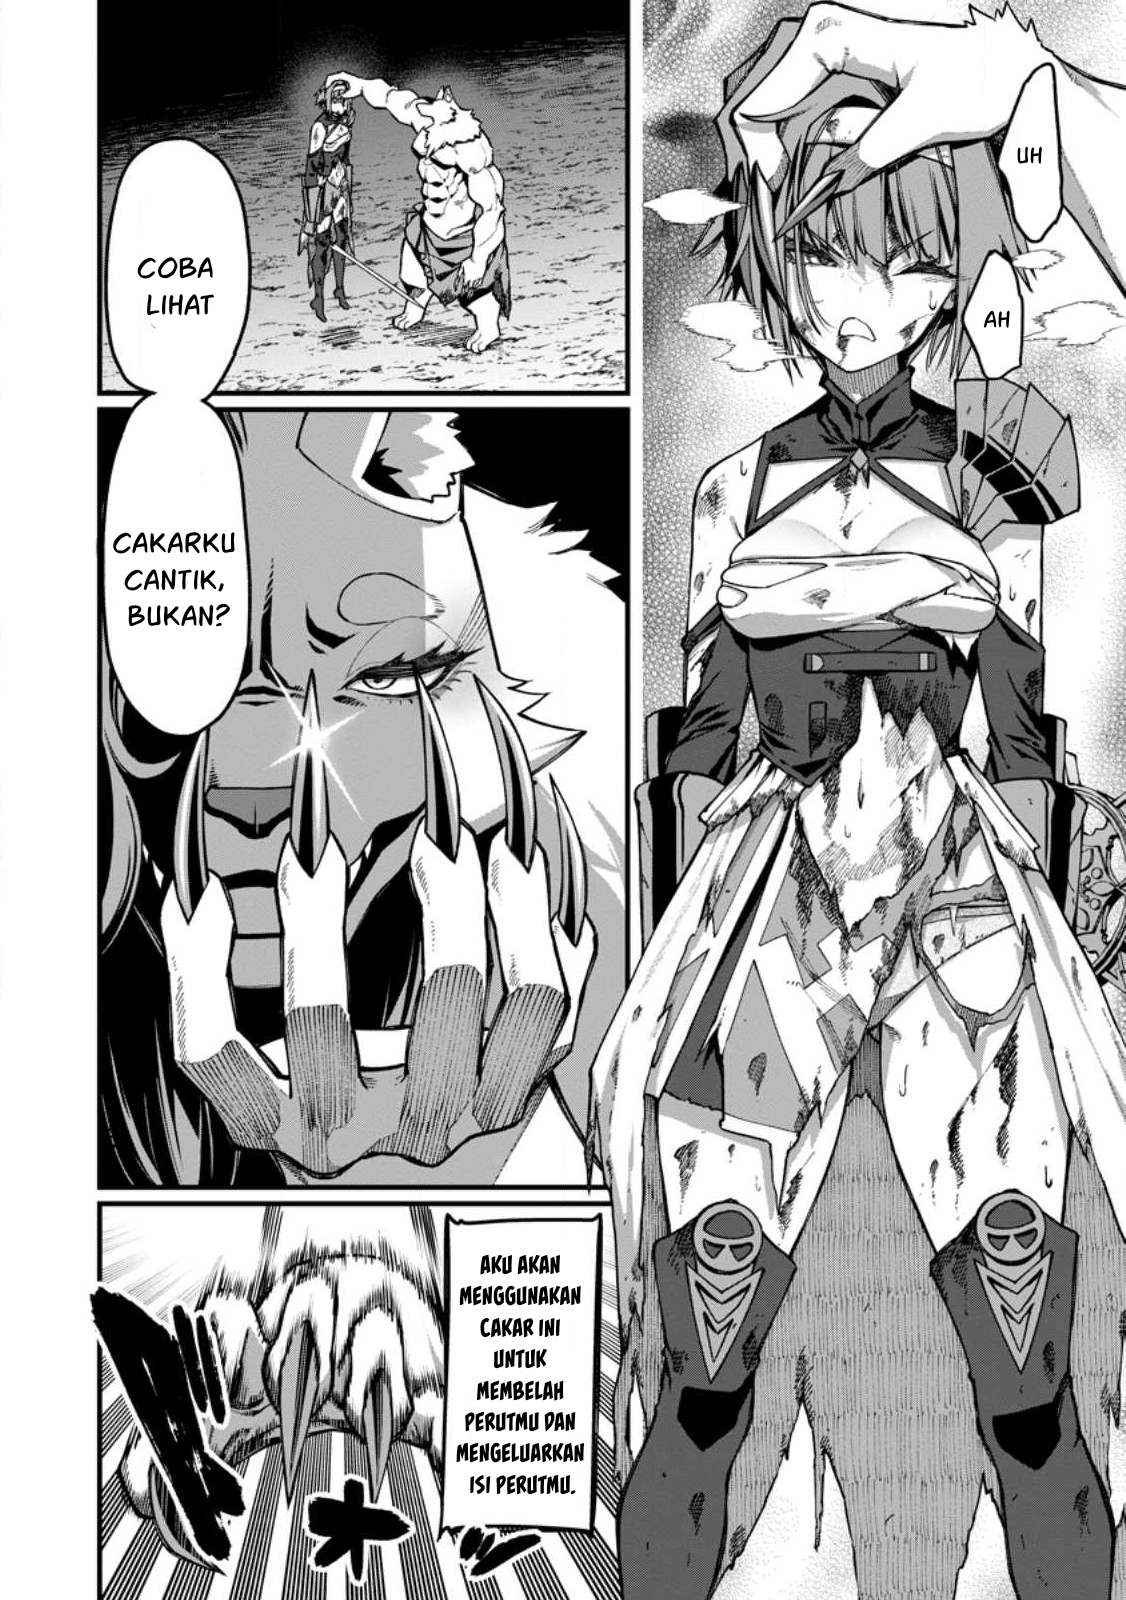 UH
AH
COBA
LIHAT
CAKARKU
CANTIK,
BUKAN?
AKU AKAN
MENGGUNAKAN
CAKAR INI
UNTUK
MEMBELAH
PERUTMU DAN
MENGELUARKAN
ISI PERUTMU.